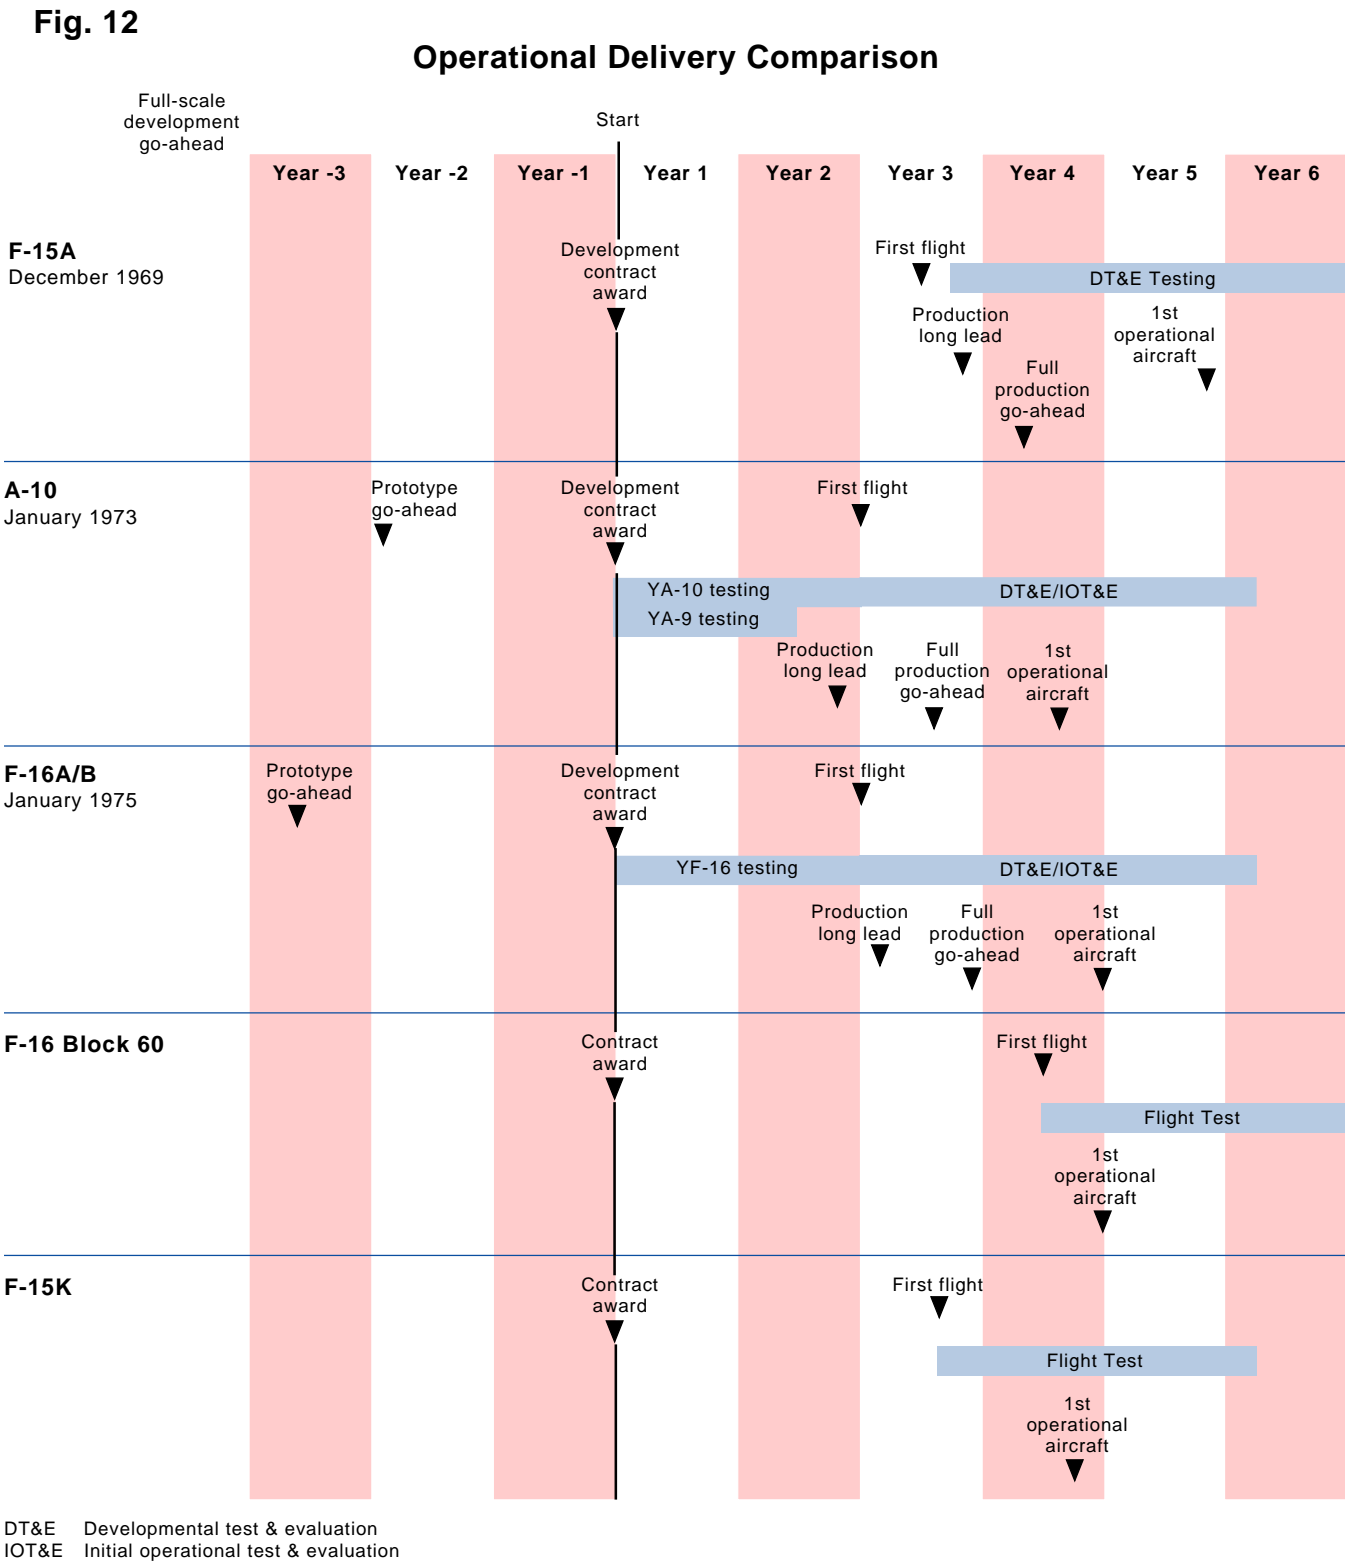 Fig. 12
Operational Delivery Comparison
Full-scale
development
go-ahead
Start
Year -3 Year -2 Year -1 Year 1 Year 2 Year 3 Year 4 Year 5 Year 6
F-15A
December 1969
Development
contract
award
First flight
DT&E Testing
Production
long lead
1st
operational
aircraft
Full
production
go-ahead
A-10
January 1973
Prototype
go-ahead
Development
contract
award
First flight
YA-10 testing
DT&E/IOT&E
YA-9 testing
Production
long lead
Full
production
go-ahead
1st
operational
aircraft
F-16A/B
January 1975
Prototype
go-ahead
Development
contract
award
First flight
YF-16 testing
DT&E/IOT&E
Production
long lead
Full
production
go-ahead
1st
operational
aircraft
F-16 Block 60
Contract
award
First flight
Flight Test
1st
operational
aircraft
F-15K
Contract
award
First flight
Flight Test
1st
operational
aircraft
DT&E Developmental test & evaluation
IOT&E Initial operational test & evaluation